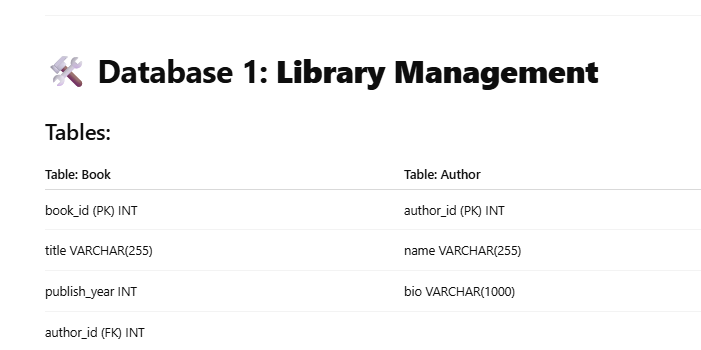 Database 1: Library Management
Tables:
Table: Book Table: Author
book_id (PK) INT author_id (PK) INT
title VARCHAR(255) name VARCHAR(255)
publish_year INT bio VARCHAR(1000)
author_id (FK) INT